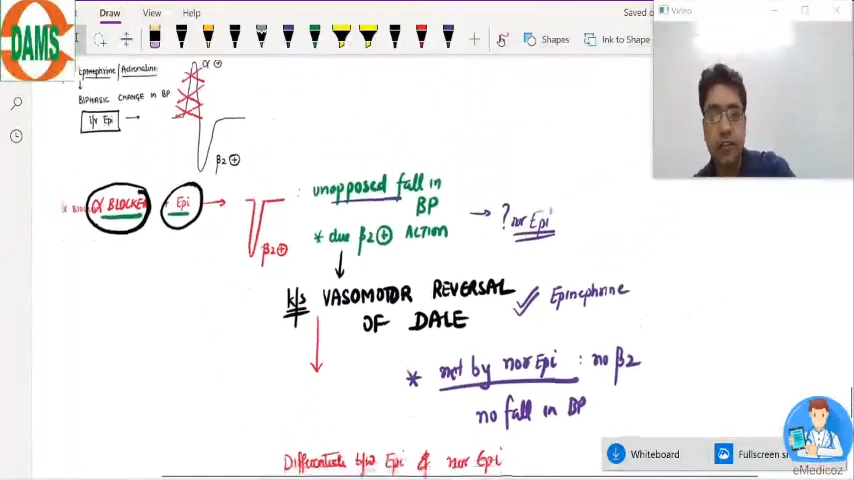 Draw View Help Saved o
Video
DAMS
Shapes
Ink to Shape
Epinephrine / Adrenaline
α ⊕
BIPHASIC CHANGE in BP
i/v Epi →
β2 ⊕
α BLOCKER + Epi →
β2 ⊕
: unopposed fall in
BP
* due β2 ⊕ ACTION
→ ? nor Epi
k/s VASOMOTOR REVERSAL
OF DALE
✓ Epinephrine
* not by nor Epi : no β2
no fall in BP
Differentiate b/w Epi & nor Epi
Whiteboard
Fullscreen s
eMedicoz